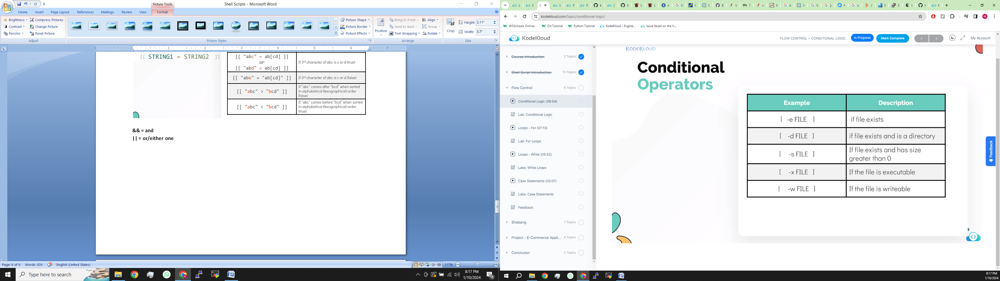 Shell Scripts - Microsoft Word
Picture Tools
Home
Insert
Page Layout
References
Mailings
Review
View
Format
Brightness
Compress Pictures
Contrast
Change Picture
Recolor
Reset Picture
Adjust
Picture Styles
Picture Shape
Picture Border
Picture Effects
Position
Bring to Front
Send to Back
Text Wrapping
Align
Group
Rotate
Arrange
Crop
Height: 2.11"
Width: 5.7"
Size
[[ STRING1 = STRING2 ]]
[[ "abc" = ab[cd] ]]
or
[[ "abd" = ab[cd] ]]
If 3rd character of abc is c or d (true)
[[ "abe" = "ab[cd]" ]]
If 3rd character of abc is c or d (false)
[[ "abc" > "bcd" ]]
If "abc" comes after "bcd" when sorted
in alphabetical (lexographical) order
(false)
[[ "abc" < "bcd" ]]
If "abc" comes before "bcd" when sorted
in alphabetical (lexographical) order
(true)
&& = and
|| = or/either one
Page: 6 of 6
Words: 926
English (United States)
117%
Type here to search
8:17 PM
1/10/2024
18
kodekloud.com/topic/conditional-logic/
W3Schools Online...
Git Tutorial
Python Tutorial
KodeKloud - Engine...
Issue faced on the V...
KodeKloud
FLOW CONTROL > CONDITIONAL LOGIC
In Progress
Mark Complete
My Account
Course Introduction
2 Topics
Shell Script introduction
13 Topics
Flow Control
9 Topics
Conditional Logic (08:54)
Lab: Conditional Logic
Loops - For (07:13)
Lab: For Loops
Loops - While (05:52)
Labs: While Loops
Case Statements (02:07)
Labs: Case Statements
Feedback
Shebang
7 Topics
Project - E-Commerce Appli...
4 Topics
Conclusion
2 Topics
KODEKLOUD
Conditional
Operators
Example
Description
[ -e FILE ]
if file exists
[ -d FILE ]
if file exists and is a directory
[ -s FILE ]
If file exists and has size
greater than 0
[ -x FILE ]
If the file is executable
[ -w FILE ]
If the file is writeable
Feedback
8:17 PM
1/10/2024